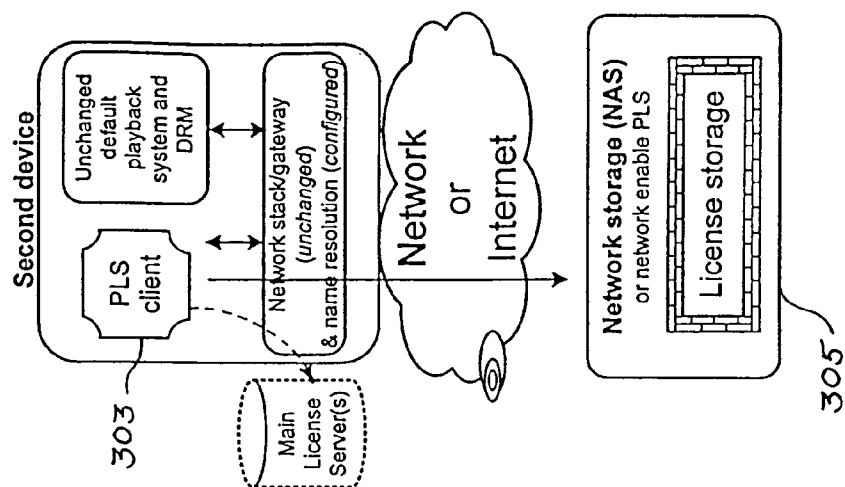 Second device
PLS
client
Unchanged
default
playback
system and
DRM
Network stack/gateway
(unchanged)
& name resolution (configured)
303
Main
License
Server(s)
Network
or
Internet
Network storage (NAS)
or network enable PLS
License storage
305